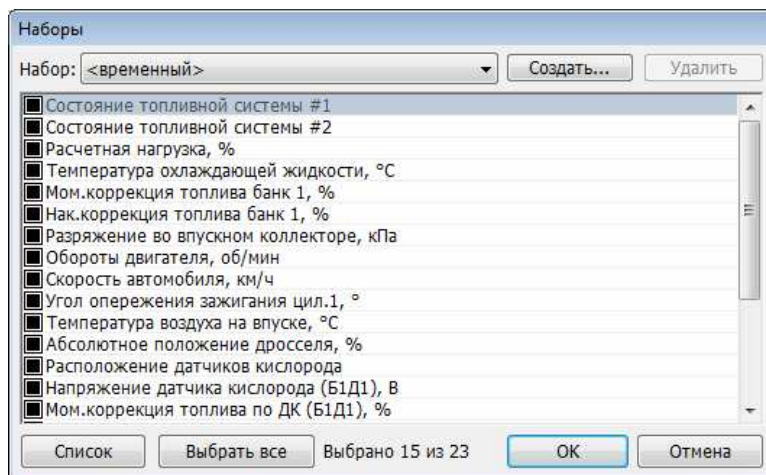 Наборы
Набор: <временный> Создать... Удалить
Состояние топливной системы #1
Состояние топливной системы #2
Расчетная нагрузка, %
Температура охлаждающей жидкости, °C
Мом.коррекция топлива банк 1, %
Нак.коррекция топлива банк 1, %
Разряжение во впускном коллекторе, кПа
Обороты двигателя, об/мин
Скорость автомобиля, км/ч
Угол опережения зажигания цил.1, °
Температура воздуха на впуске, °C
Абсолютное положение дросселя, %
Расположение датчиков кислорода
Напряжение датчика кислорода (Б1Д1), В
Мом.коррекция топлива по ДК (Б1Д1), %
Список Выбрать все Выбрано 15 из 23 OK Отмена